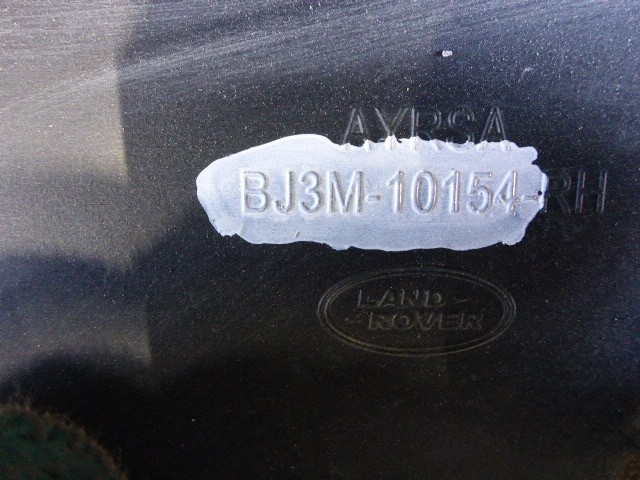 AYRSA
BJ3M-10154-RH
LAND-
-ROVER